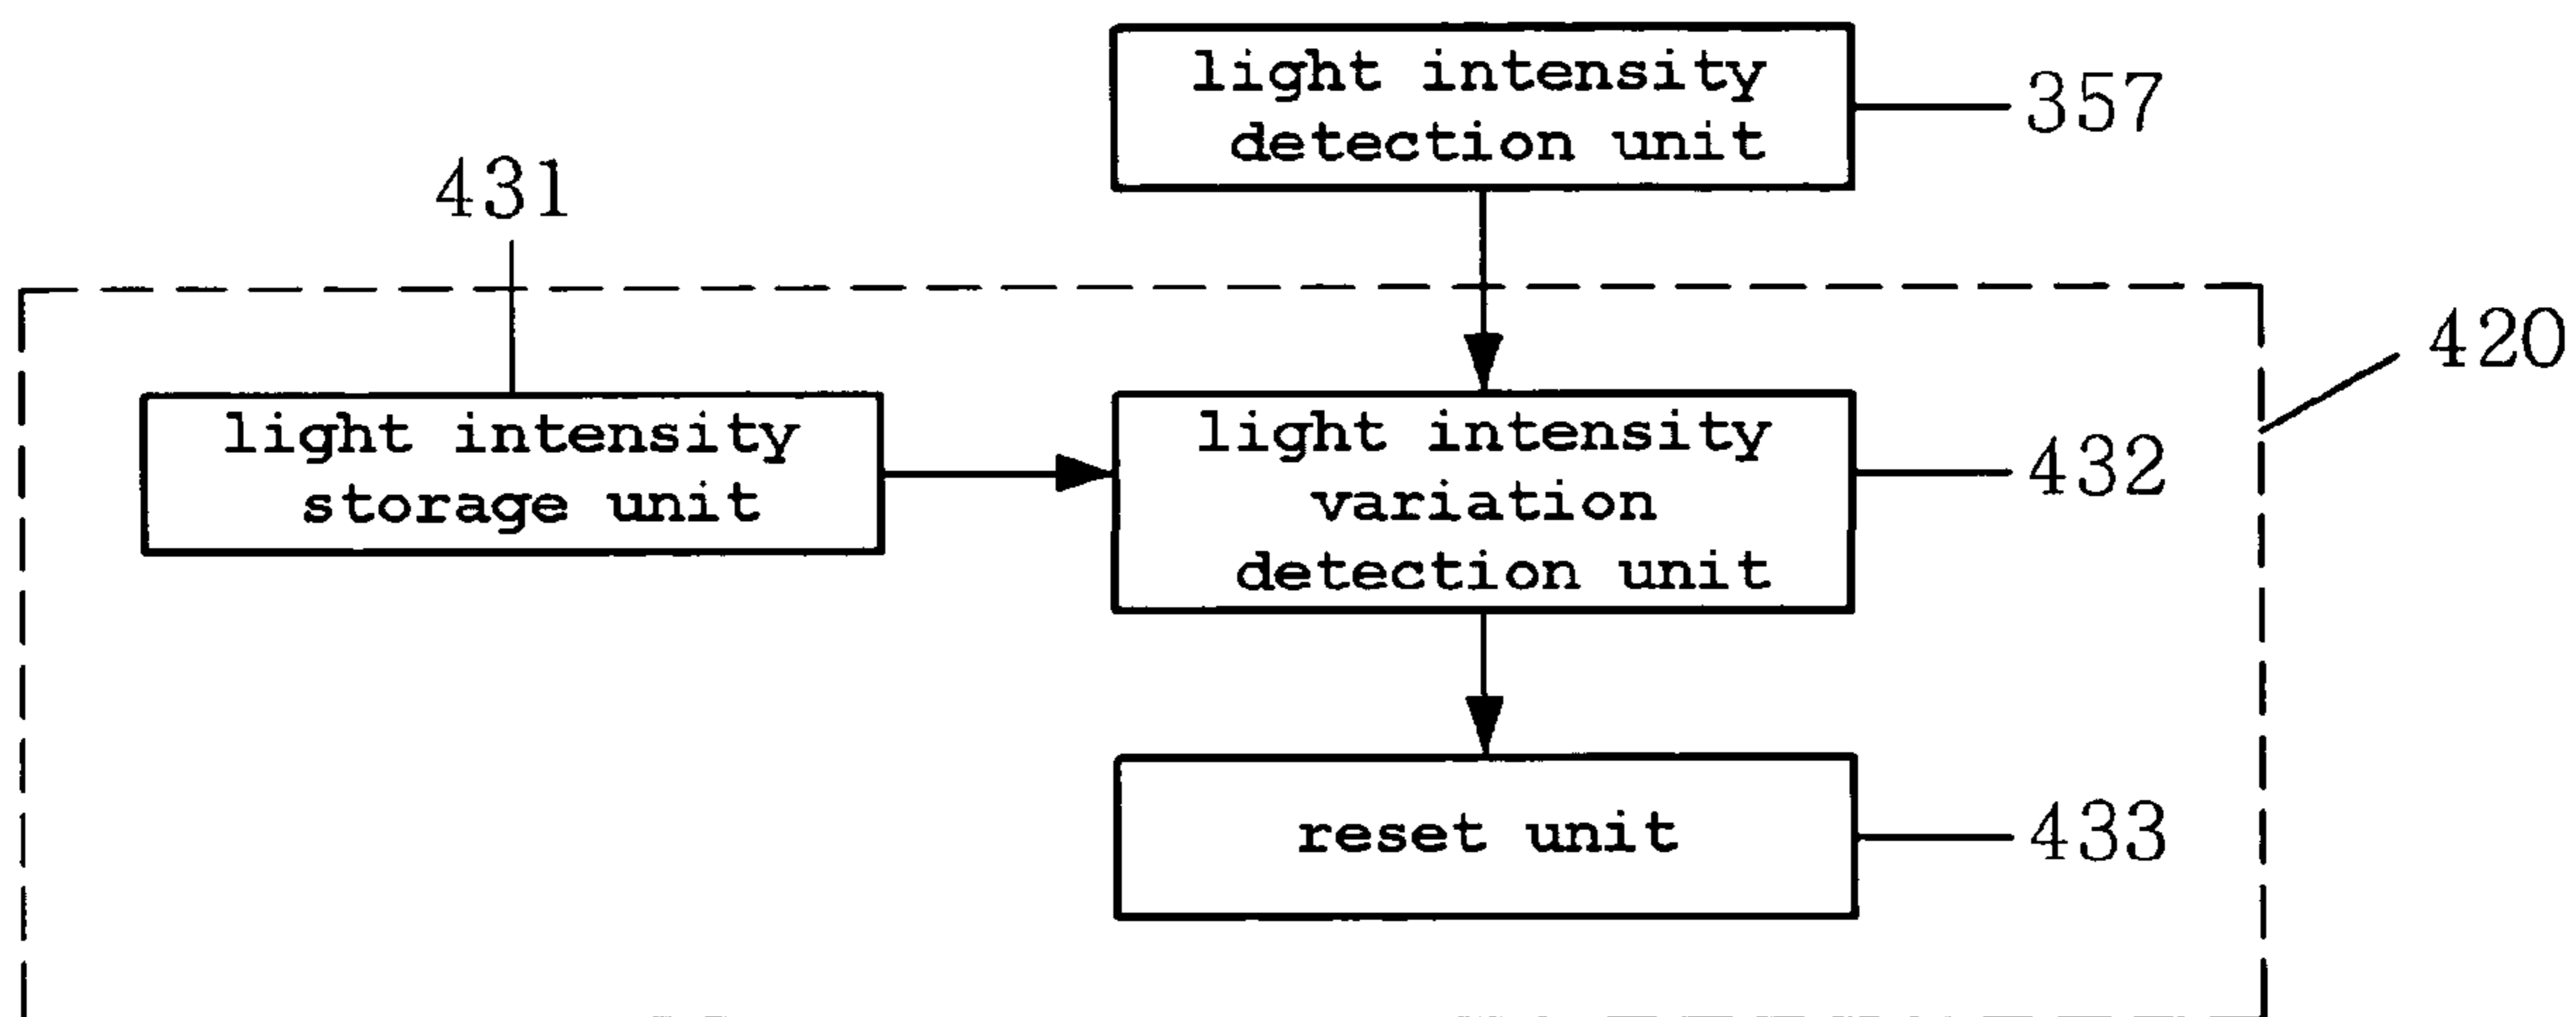 light intensity
detection unit
357
431
420
light intensity
storage unit
light intensity
variation
detection unit
432
reset unit
433